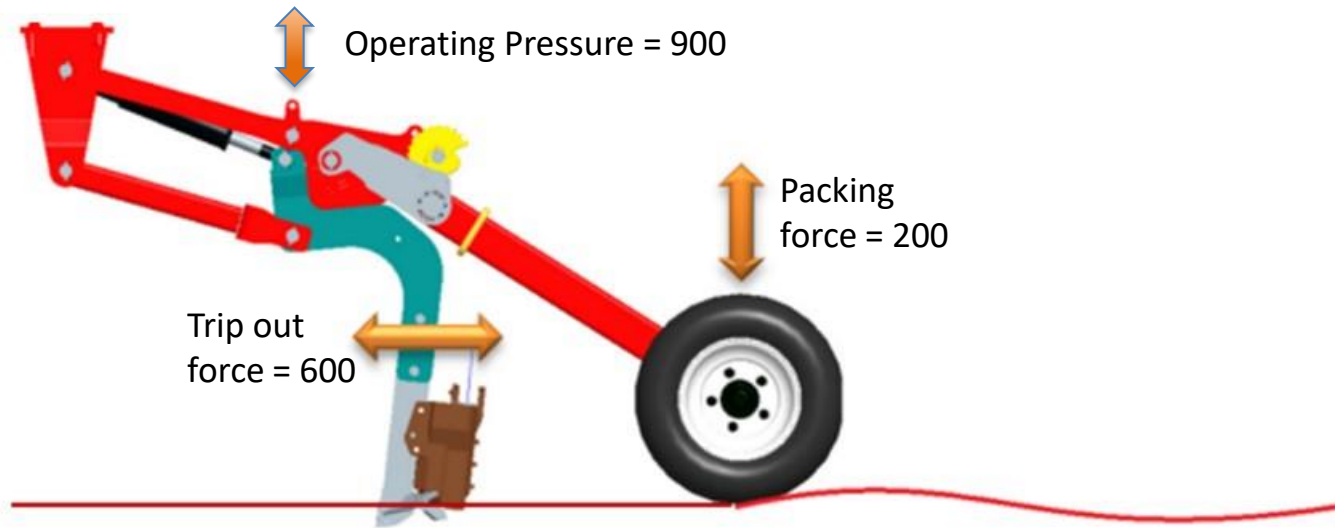 Operating Pressure = 900
Packing
force = 200
Trip out
force = 600